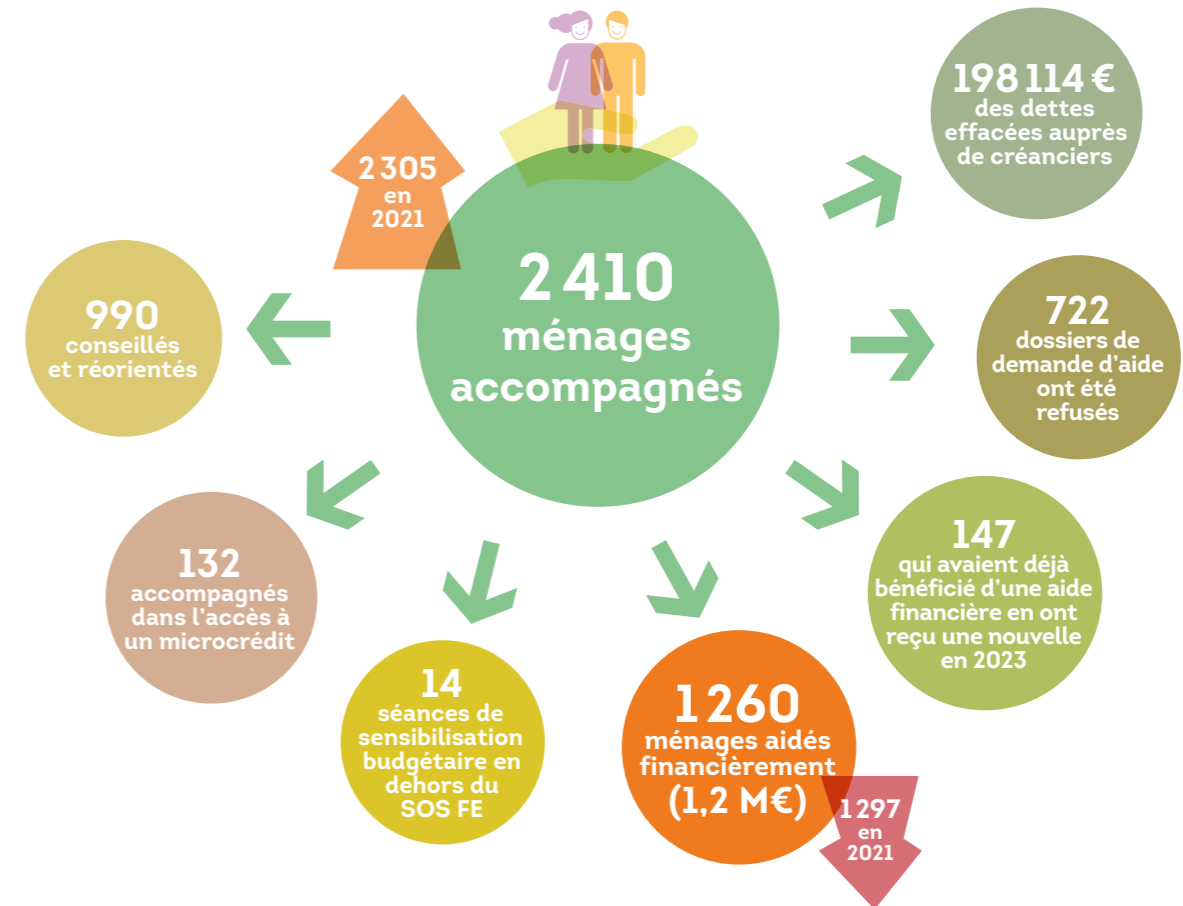 2 305
en
2021
2 410
ménages
accompagnés
198 114 €
des dettes
effacées auprès
de créanciers
722
dossiers de
demande d'aide
ont été
refusés
147
qui avaient déjà
bénéficié d'une aide
financière en ont
reçu une nouvelle
en 2023
1 260
ménages aidés
financièrement
(1,2 M€)
1 297
en
2021
14
séances de
sensibilisation
budgétaire en
dehors du
SOS FE
132
accompagnés
dans l'accès à
un microcrédit
990
conseillés
et réorientés